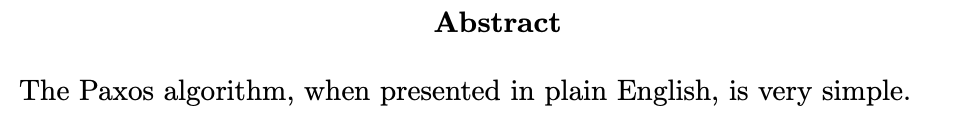 Abstract
The Paxos algorithm, when presented in plain English, is very simple.